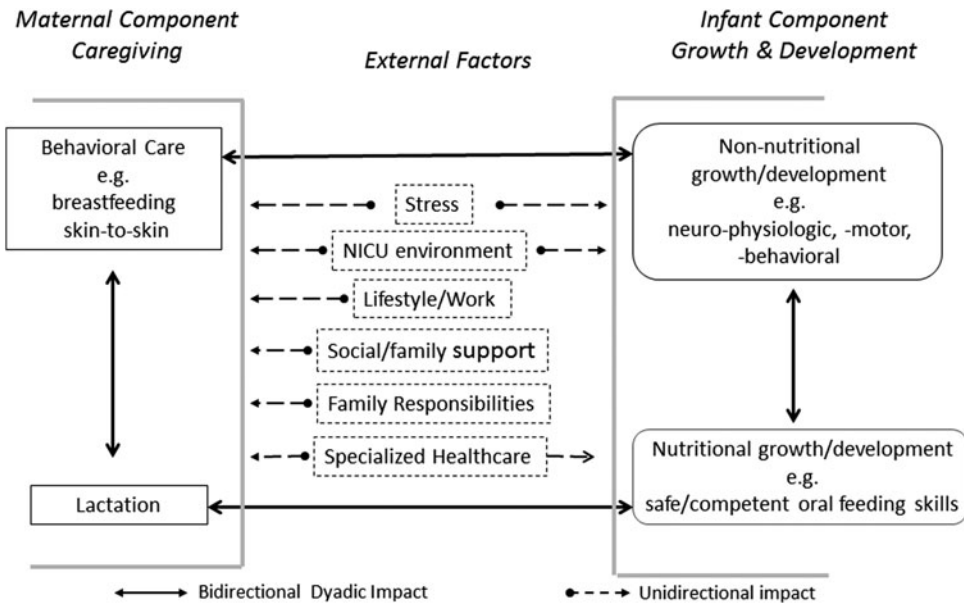 Maternal Component
Caregiving
External Factors
Infant Component
Growth & Development
Behavioral Care
e.g.
breastfeeding
skin-to-skin
Non-nutritional
growth/development
e.g.
neuro-physiologic, -motor,
-behavioral
Stress
NICU environment
Lifestyle/Work
Social/family support
Family Responsibilities
Specialized Healthcare
Lactation
Nutritional growth/development
e.g.
safe/competent oral feeding skills
Bidirectional Dyadic Impact
Unidirectional impact